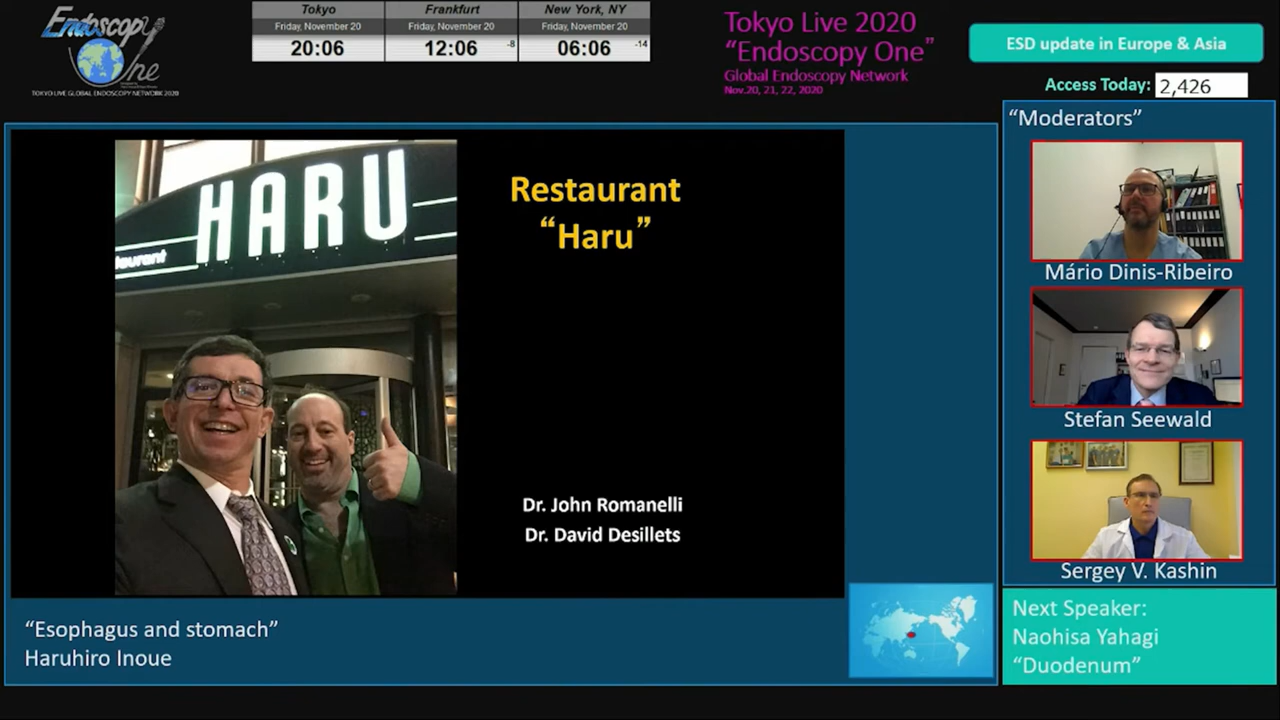 Endoscopy
One
TOKYO LIVE GLOBAL ENDOSCOPY NETWORK 2020
Tokyo
Friday, November 20
20:06
Frankfurt
Friday, November 20
12:06 -8
New York, NY
Friday, November 20
06:06 -14
Tokyo Live 2020
“Endoscopy One”
Global Endoscopy Network
Nov.20, 21, 22, 2020
ESD update in Europe & Asia
Access Today: 2,426
HARU
Restaurant
“Haru”
Dr. John Romanelli
Dr. David Desillets
“Moderators”
Mário Dinis-Ribeiro
Stefan Seewald
Sergey V. Kashin
“Esophagus and stomach”
Haruhiro Inoue
Next Speaker:
Naohisa Yahagi
“Duodenum”